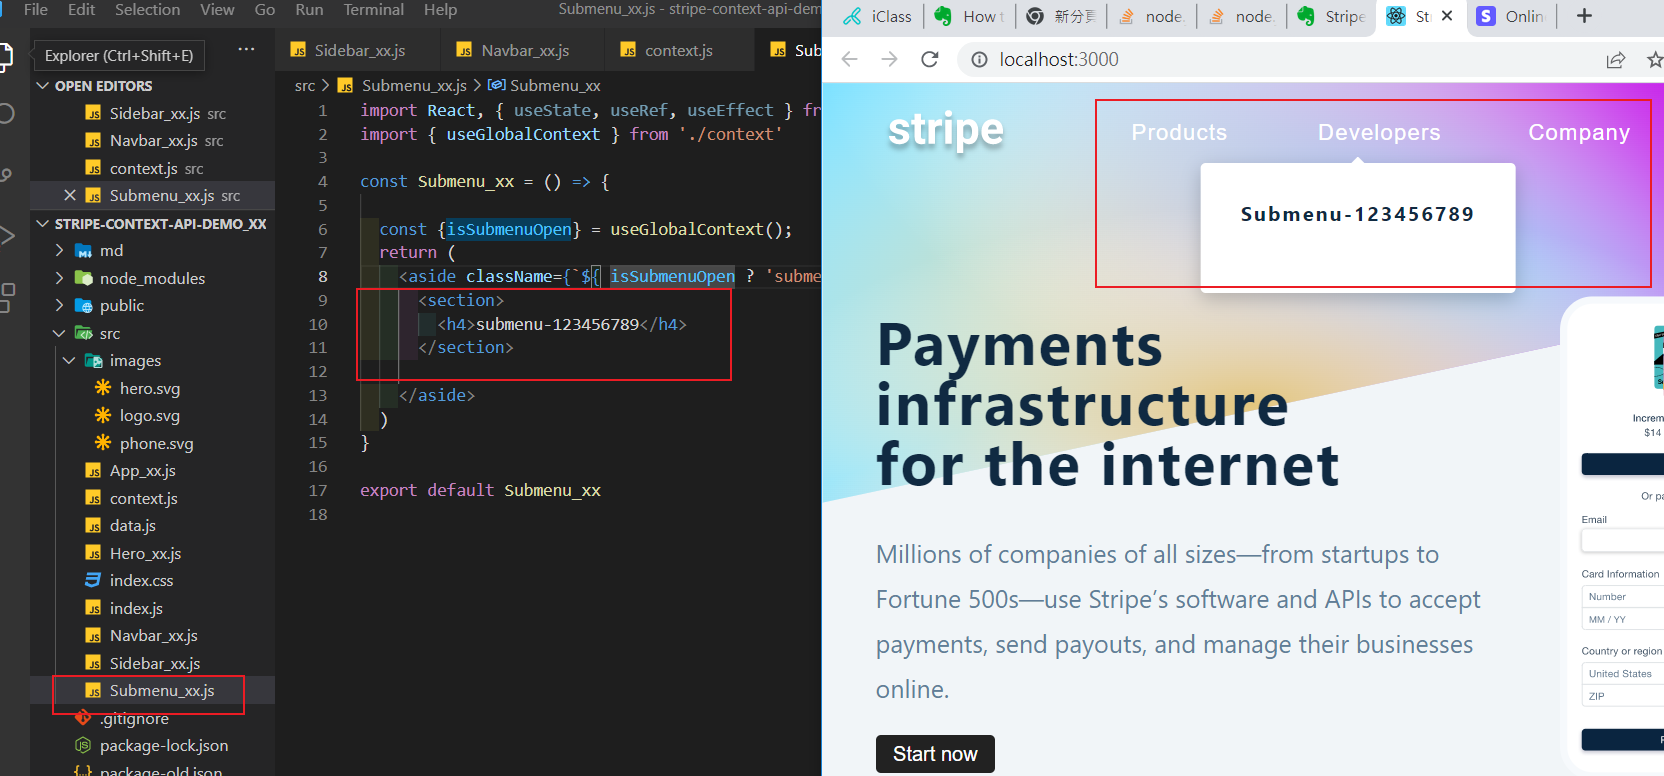 File Edit Selection View Go Run Terminal Help Submenu_xx.js - stripe-context-api-dem
Explorer (Ctrl+Shift+E) ...
OPEN EDITORS
Sidebar_xx.js src
Navbar_xx.js src
context.js src
Submenu_xx.js src
STRIPE-CONTEXT-API-DEMO_XX
md
node_modules
public
src
images
hero.svg
logo.svg
phone.svg
App_xx.js
context.js
data.js
Hero_xx.js
index.css
index.js
Navbar_xx.js
Sidebar_xx.js
Submenu_xx.js
.gitignore
package-lock.json
package-old.json
Sidebar_xx.js Navbar_xx.js context.js Sub
src > Submenu_xx.js > Submenu_xx
1 import React, { useState, useRef, useEffect } fr
2 import { useGlobalContext } from './context'
3
4 const Submenu_xx = () => {
5
6 const {isSubmenuOpen} = useGlobalContext();
7 return (
8 <aside className={`${ isSubmenuOpen ? 'subme
9 <section>
10 <h4>submenu-123456789</h4>
11 </section>
12
13 </aside>
14 )
15 }
16
17 export default Submenu_xx
18
iClass How t 新分頁 node. node. Stripe St Onlin
localhost:3000
stripe Products Developers Company
Submenu-123456789
Payments
infrastructure
for the internet
Millions of companies of all sizes—from startups to
Fortune 500s—use Stripe’s software and APIs to accept
payments, send payouts, and manage their businesses
online.
Start now
Increm
$14
Or pa
Email
Card Information
Number
MM / YY
Country or region
United States
ZIP
P